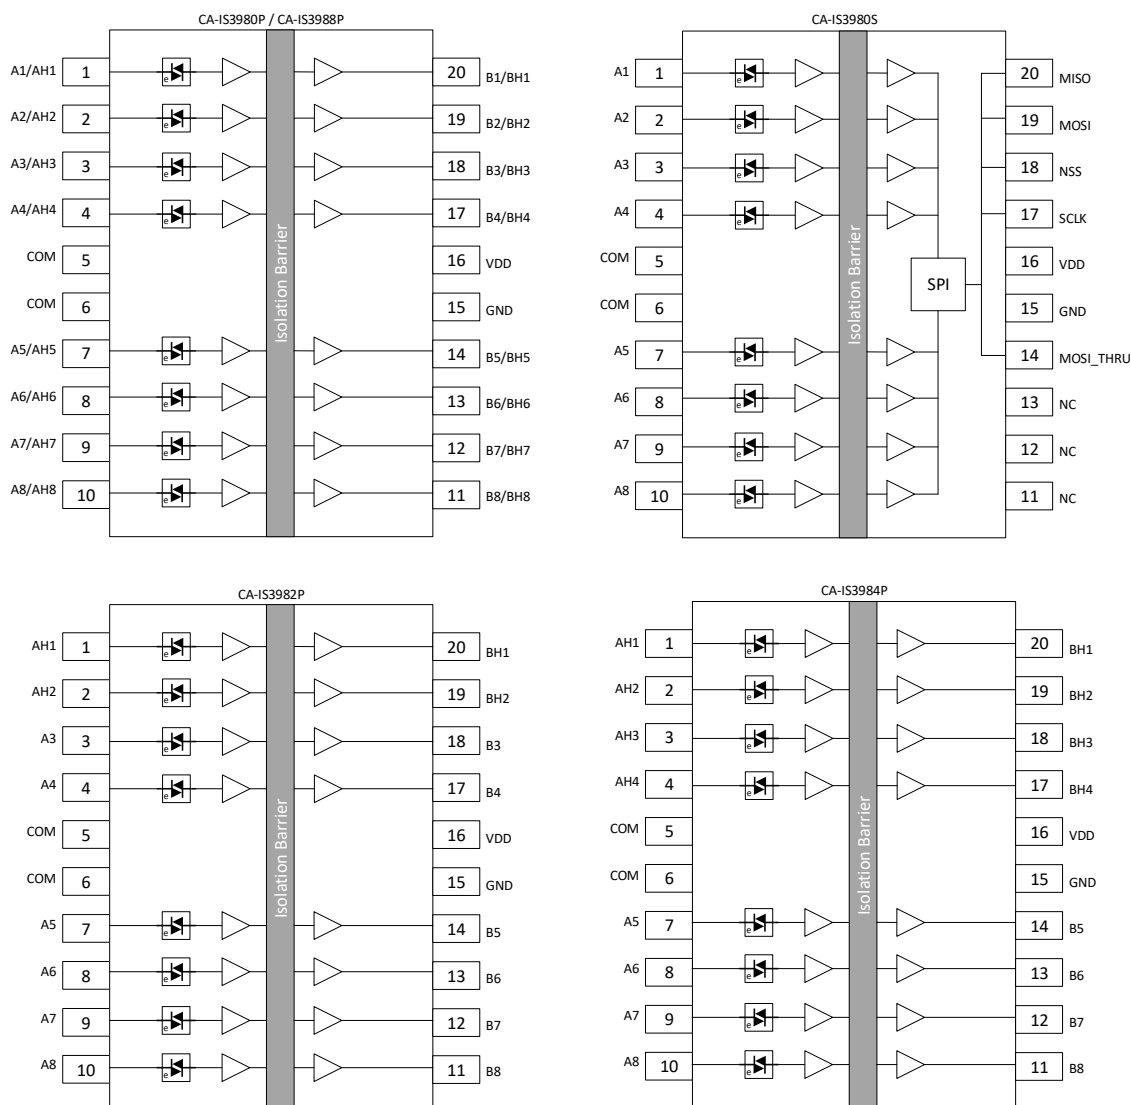 CA-IS3980P / CA-IS3988P
A1/AH1 1 20 B1/BH1
A2/AH2 2 19 B2/BH2
A3/AH3 3 18 B3/BH3
A4/AH4 4 17 B4/BH4
COM 5 16 VDD
COM 6 15 GND
A5/AH5 7 14 B5/BH5
A6/AH6 8 13 B6/BH6
A7/AH7 9 12 B7/BH7
A8/AH8 10 11 B8/BH8
e
e
e
e
e
e
e
e
Isolation Barrier
CA-IS3980S
A1 1 20 MISO
A2 2 19 MOSI
A3 3 18 NSS
A4 4 17 SCLK
COM 5 16 VDD
COM 6 15 GND
A5 7 14 MOSI_THRU
A6 8 13 NC
A7 9 12 NC
A8 10 11 NC
e
e
e
e
e
e
e
e
Isolation Barrier
SPI
CA-IS3982P
AH1 1 20 BH1
AH2 2 19 BH2
A3 3 18 B3
A4 4 17 B4
COM 5 16 VDD
COM 6 15 GND
A5 7 14 B5
A6 8 13 B6
A7 9 12 B7
A8 10 11 B8
e
e
e
e
e
e
e
e
Isolation Barrier
CA-IS3984P
AH1 1 20 BH1
AH2 2 19 BH2
AH3 3 18 BH3
AH4 4 17 BH4
COM 5 16 VDD
COM 6 15 GND
A5 7 14 B5
A6 8 13 B6
A7 9 12 B7
A8 10 11 B8
e
e
e
e
e
e
e
e
Isolation Barrier